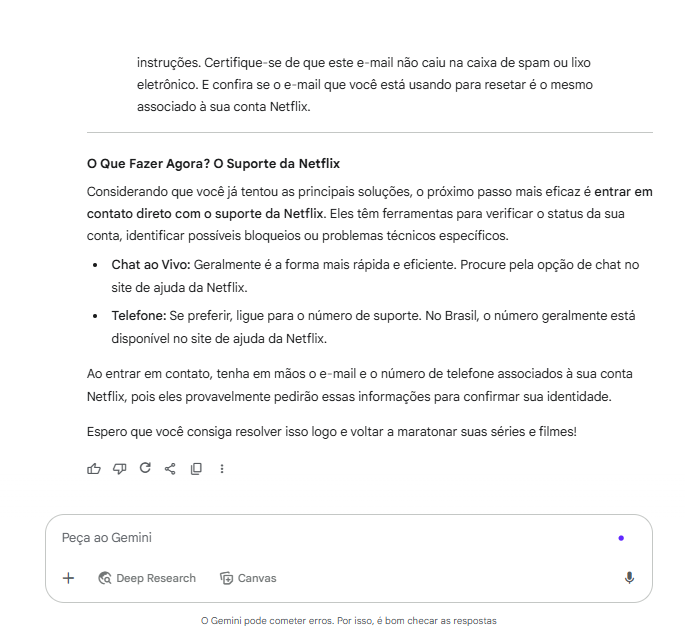 instruções. Certifique-se de que este e-mail não caiu na caixa de spam ou lixo
eletrônico. E confira se o e-mail que você está usando para resetar é o mesmo
associado à sua conta Netflix.
O Que Fazer Agora? O Suporte da Netflix
Considerando que você já tentou as principais soluções, o próximo passo mais eficaz é entrar em
contato direto com o suporte da Netflix. Eles têm ferramentas para verificar o status da sua
conta, identificar possíveis bloqueios ou problemas técnicos específicos.
• Chat ao Vivo: Geralmente é a forma mais rápida e eficiente. Procure pela opção de chat no
site de ajuda da Netflix.
• Telefone: Se preferir, ligue para o número de suporte. No Brasil, o número geralmente está
disponível no site de ajuda da Netflix.
Ao entrar em contato, tenha em mãos o e-mail e o número de telefone associados à sua conta
Netflix, pois eles provavelmente pedirão essas informações para confirmar sua identidade.
Espero que você consiga resolver isso logo e voltar a maratonar suas séries e filmes!
Peça ao Gemini
Deep Research Canvas
O Gemini pode cometer erros. Por isso, é bom checar as respostas